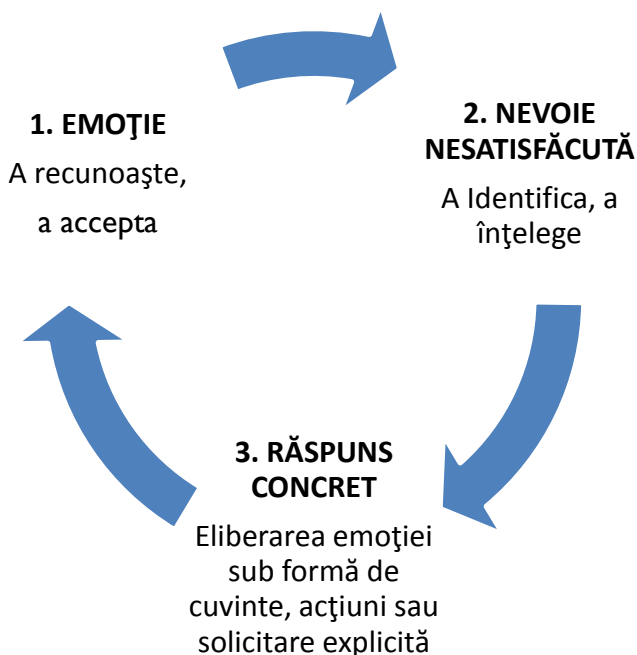 1. EMOŢIE
A recunoaşte,
a accepta
2. NEVOIE
NESATISFĂCUTĂ
A Identifica, a
înţelege
3. RĂSPUNS
CONCRET
Eliberarea emoţiei
sub formă de
cuvinte, acţiuni sau
solicitare explicită